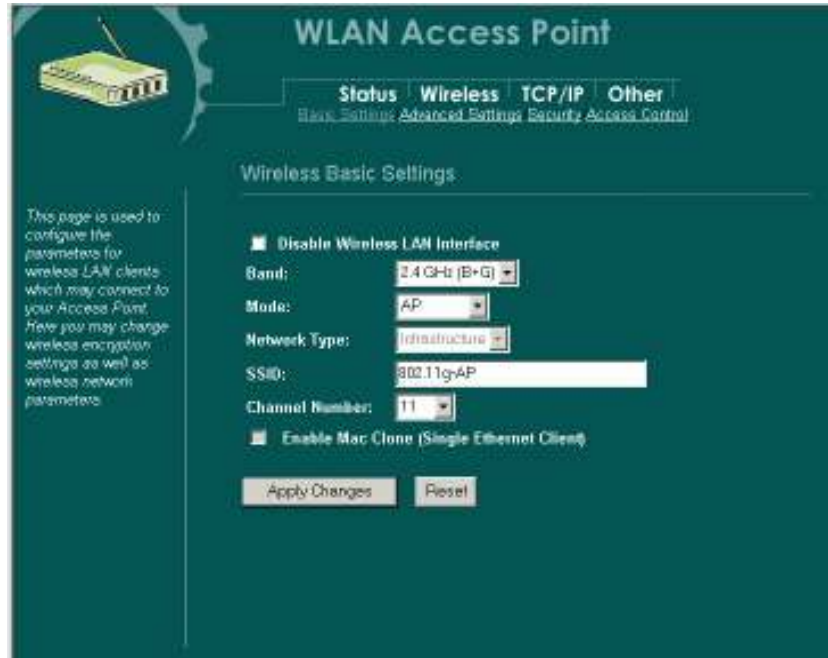 WLAN Access Point
Status Wireless TCP/IP Other
Basic Settings Advanced Settings Security Access Control
Wireless Basic Settings
This page is used to
configure the
parameters for
wireless LAN clients
which may connect to
your Access Point.
Here you may change
wireless encryption
settings as well as
wireless network
parameters.
Disable Wireless LAN Interface
Band: 2.4 GHz (B+G)
Mode: AP
Network Type: Infrastructure
SSID: 802.11g-AP
Channel Number: 11
Enable Mac Clone (Single Ethernet Client)
Apply Changes Reset